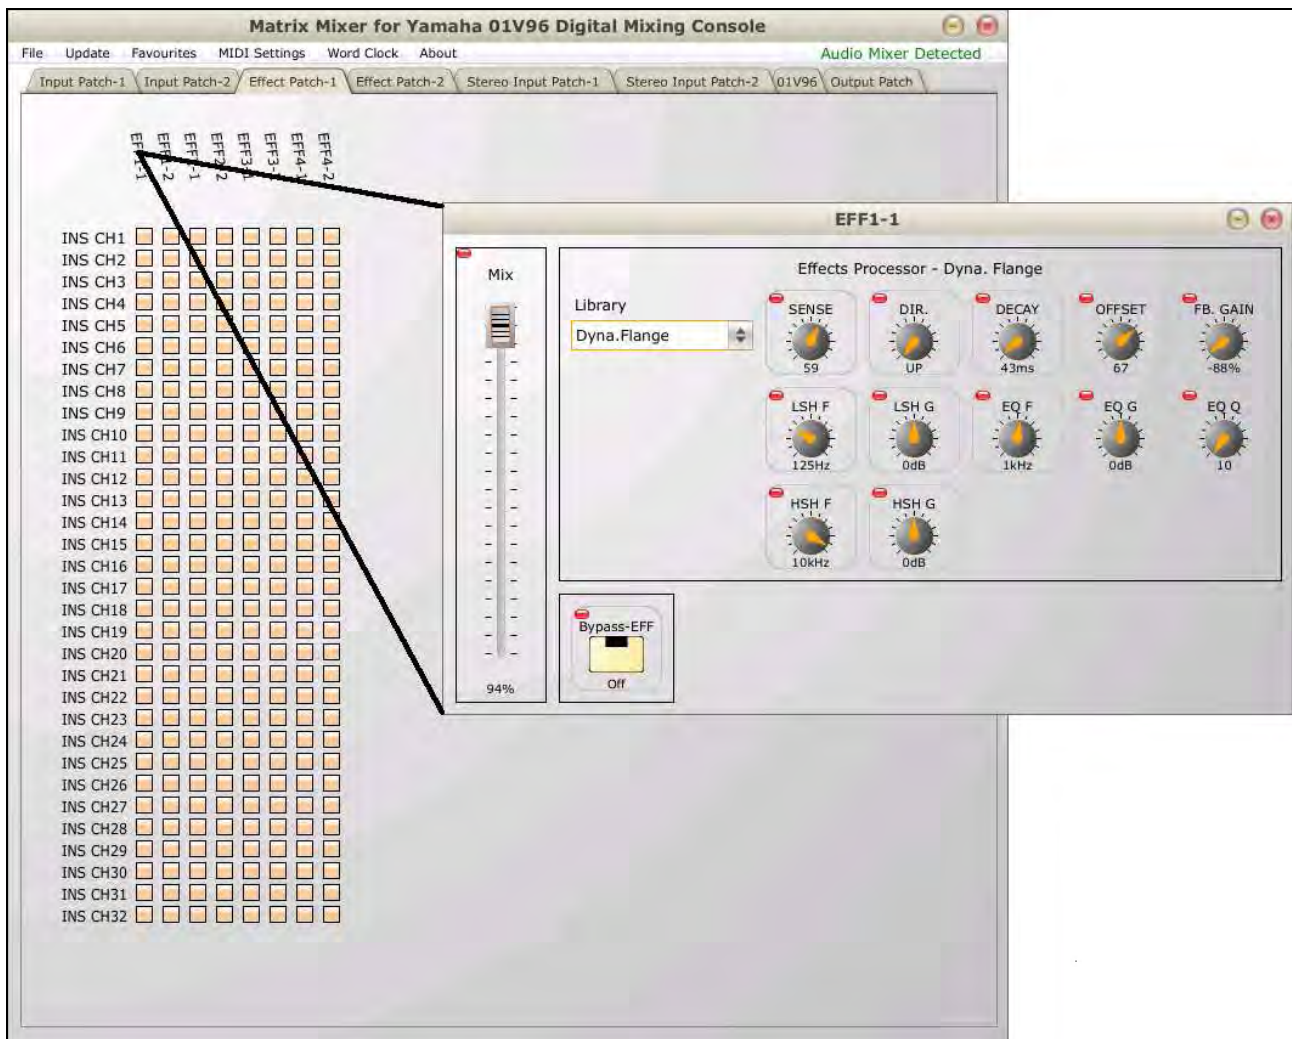 Matrix Mixer for Yamaha 01V96 Digital Mixing Console
File Update Favourites MIDI Settings Word Clock About Audio Mixer Detected
Input Patch-1 Input Patch-2 Effect Patch-1 Effect Patch-2 Stereo Input Patch-1 Stereo Input Patch-2 01V96 Output Patch
EFF1-2 EFF3-1 EFF4-1 EFF4-2
INS CH1
INS CH2
INS CH3
INS CH4
INS CH5
INS CH6
INS CH7
INS CH8
INS CH9
INS CH10
INS CH11
INS CH12
INS CH13
INS CH14
INS CH15
INS CH16
INS CH17
INS CH18
INS CH19
INS CH20
INS CH21
INS CH22
INS CH23
INS CH24
INS CH25
INS CH26
INS CH27
INS CH28
INS CH29
INS CH30
INS CH31
INS CH32
EFF1-1
Mix
94%
Effects Processor - Dyna. Flange
Library
Dyna.Flange
SENSE DIR. DECAY OFFSET FB. GAIN
59 UP 43ms 67 -88%
LSH F LSH G EQ F EQ G EQ Q
125Hz 0dB 1kHz 0dB 10
HSH F HSH G
10kHz 0dB
Bypass-EFF
Off